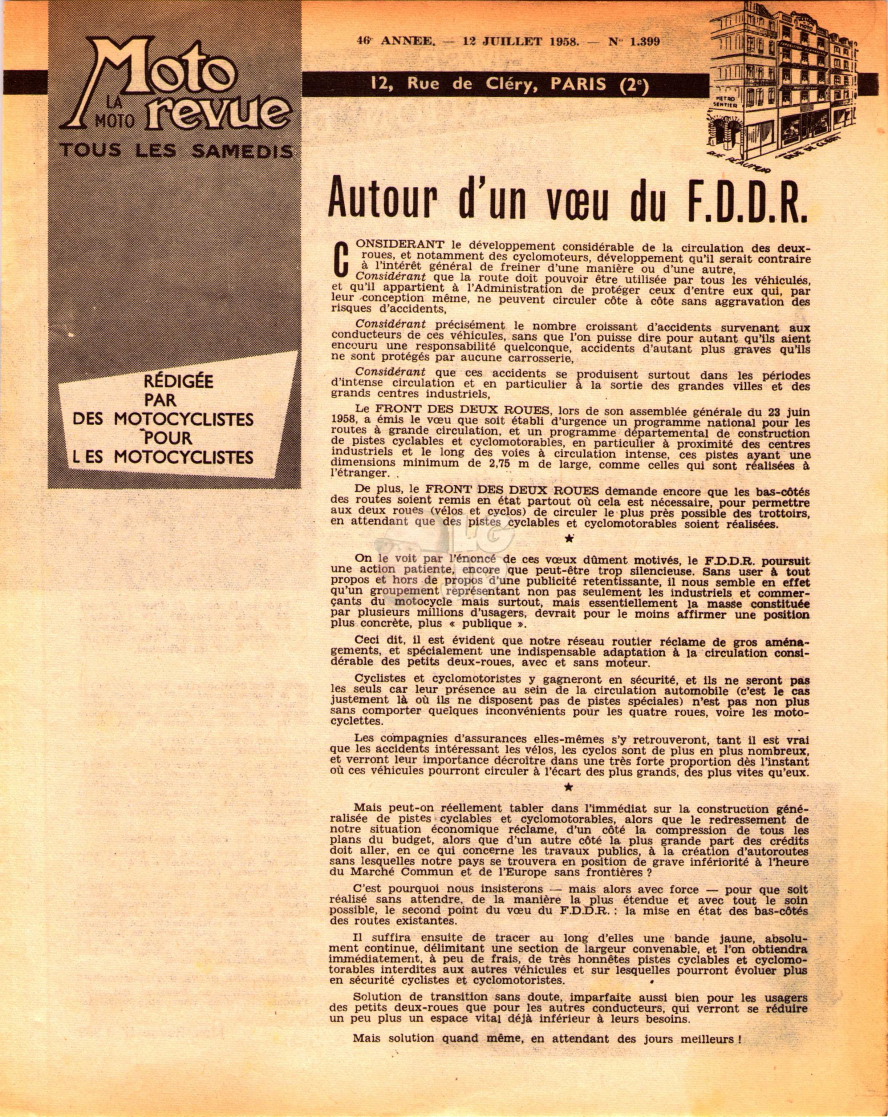 46e ANNEE. — 12 JUILLET 1958. — N° 1.399
12, Rue de Cléry, PARIS (2e)
Moto
LA
MOTO
revue
TOUS LES SAMEDIS
METRO
SENTIER
RUE REAUMUR
RUE DE CLERY
RÉDIGÉE
PAR
DES MOTOCYCLISTES
POUR
LES MOTOCYCLISTES
Autour d'un vœu du F.D.D.R.
CONSIDERANT le développement considérable de la circulation des deux-
roues, et notamment des cyclomoteurs, développement qu'il serait contraire
à l'intérêt général de freiner d'une manière ou d'une autre,
Considérant que la route doit pouvoir être utilisée par tous les véhicules,
et qu'il appartient à l'Administration de protéger ceux d'entre eux qui, par
leur conception même, ne peuvent circuler côte à côte sans aggravation des
risques d'accidents,
Considérant précisément le nombre croissant d'accidents survenant aux
conducteurs de ces véhicules, sans que l'on puisse dire pour autant qu'ils aient
encouru une responsabilité quelconque, accidents d'autant plus graves qu'ils
ne sont protégés par aucune carrosserie,
Considérant que ces accidents se produisent surtout dans les périodes
d'intense circulation et en particulier à la sortie des grandes villes et des
grands centres industriels,
Le FRONT DES DEUX ROUES, lors de son assemblée générale du 23 juin
1958, a émis le vœu que soit établi d'urgence un programme national pour les
routes à grande circulation, et un programme départemental de construction
de pistes cyclables et cyclomotorables, en particulier à proximité des centres
industriels et le long des voies à circulation intense, ces pistes ayant une
dimensions minimum de 2,75 m de large, comme celles qui sont réalisées à
l'étranger.
De plus, le FRONT DES DEUX ROUES demande encore que les bas-côtés
des routes soient remis en état partout où cela est nécessaire, pour permettre
aux deux roues (vélos et cyclos) de circuler le plus près possible des trottoirs,
en attendant que des pistes cyclables et cyclomotorables soient réalisées.
★
On le voit par l'énoncé de ces vœux dûment motivés, le F.D.D.R. poursuit
une action patiente, encore que peut-être trop silencieuse. Sans user à tout
propos et hors de propos d'une publicité retentissante, il nous semble en effet
qu'un groupement représentant non pas seulement les industriels et commer-
çants du motocycle mais surtout, mais essentiellement la masse constituée
par plusieurs millions d'usagers, devrait pour le moins affirmer une position
plus concrète, plus « publique ».
Ceci dit, il est évident que notre réseau routier réclame de gros aména-
gements, et spécialement une indispensable adaptation à la circulation consi-
dérable des petits deux-roues, avec et sans moteur.
Cyclistes et cyclomotoristes y gagneront en sécurité, et ils ne seront pas
les seuls car leur présence au sein de la circulation automobile (c'est le cas
justement là où ils ne disposent pas de pistes spéciales) n'est pas non plus
sans comporter quelques inconvénients pour les quatre roues, voire les moto-
cyclettes.
Les compagnies d'assurances elles-mêmes s'y retrouveront, tant il est vrai
que les accidents intéressant les vélos, les cyclos sont de plus en plus nombreux,
et verront leur importance décroître dans une très forte proportion dès l'instant
où ces véhicules pourront circuler à l'écart des plus grands, des plus vites qu'eux.
★
Mais peut-on réellement tabler dans l'immédiat sur la construction géné-
ralisée de pistes cyclables et cyclomotorables, alors que le redressement de
notre situation économique réclame, d'un côté la compression de tous les
plans du budget, alors que d'un autre côté la plus grande part des crédits
doit aller, en ce qui concerne les travaux publics, à la création d'autoroutes
sans lesquelles notre pays se trouvera en position de grave infériorité à l'heure
du Marché Commun et de l'Europe sans frontières ?
C'est pourquoi nous insisterons — mais alors avec force — pour que soit
réalisé sans attendre, de la manière la plus étendue et avec tout le soin
possible, le second point du vœu du F.D.D.R. : la mise en état des bas-côtés
des routes existantes.
Il suffira ensuite de tracer au long d'elles une bande jaune, absolu-
ment continue, délimitant une section de largeur convenable, et l'on obtiendra
immédiatement, à peu de frais, de très honnêtes pistes cyclables et cyclomo-
torables interdites aux autres véhicules et sur lesquelles pourront évoluer plus
en sécurité cyclistes et cyclomotoristes.
Solution de transition sans doute, imparfaite aussi bien pour les usagers
des petits deux-roues que pour les autres conducteurs, qui verront se réduire
un peu plus un espace vital déjà inférieur à leurs besoins.
Mais solution quand même, en attendant des jours meilleurs !